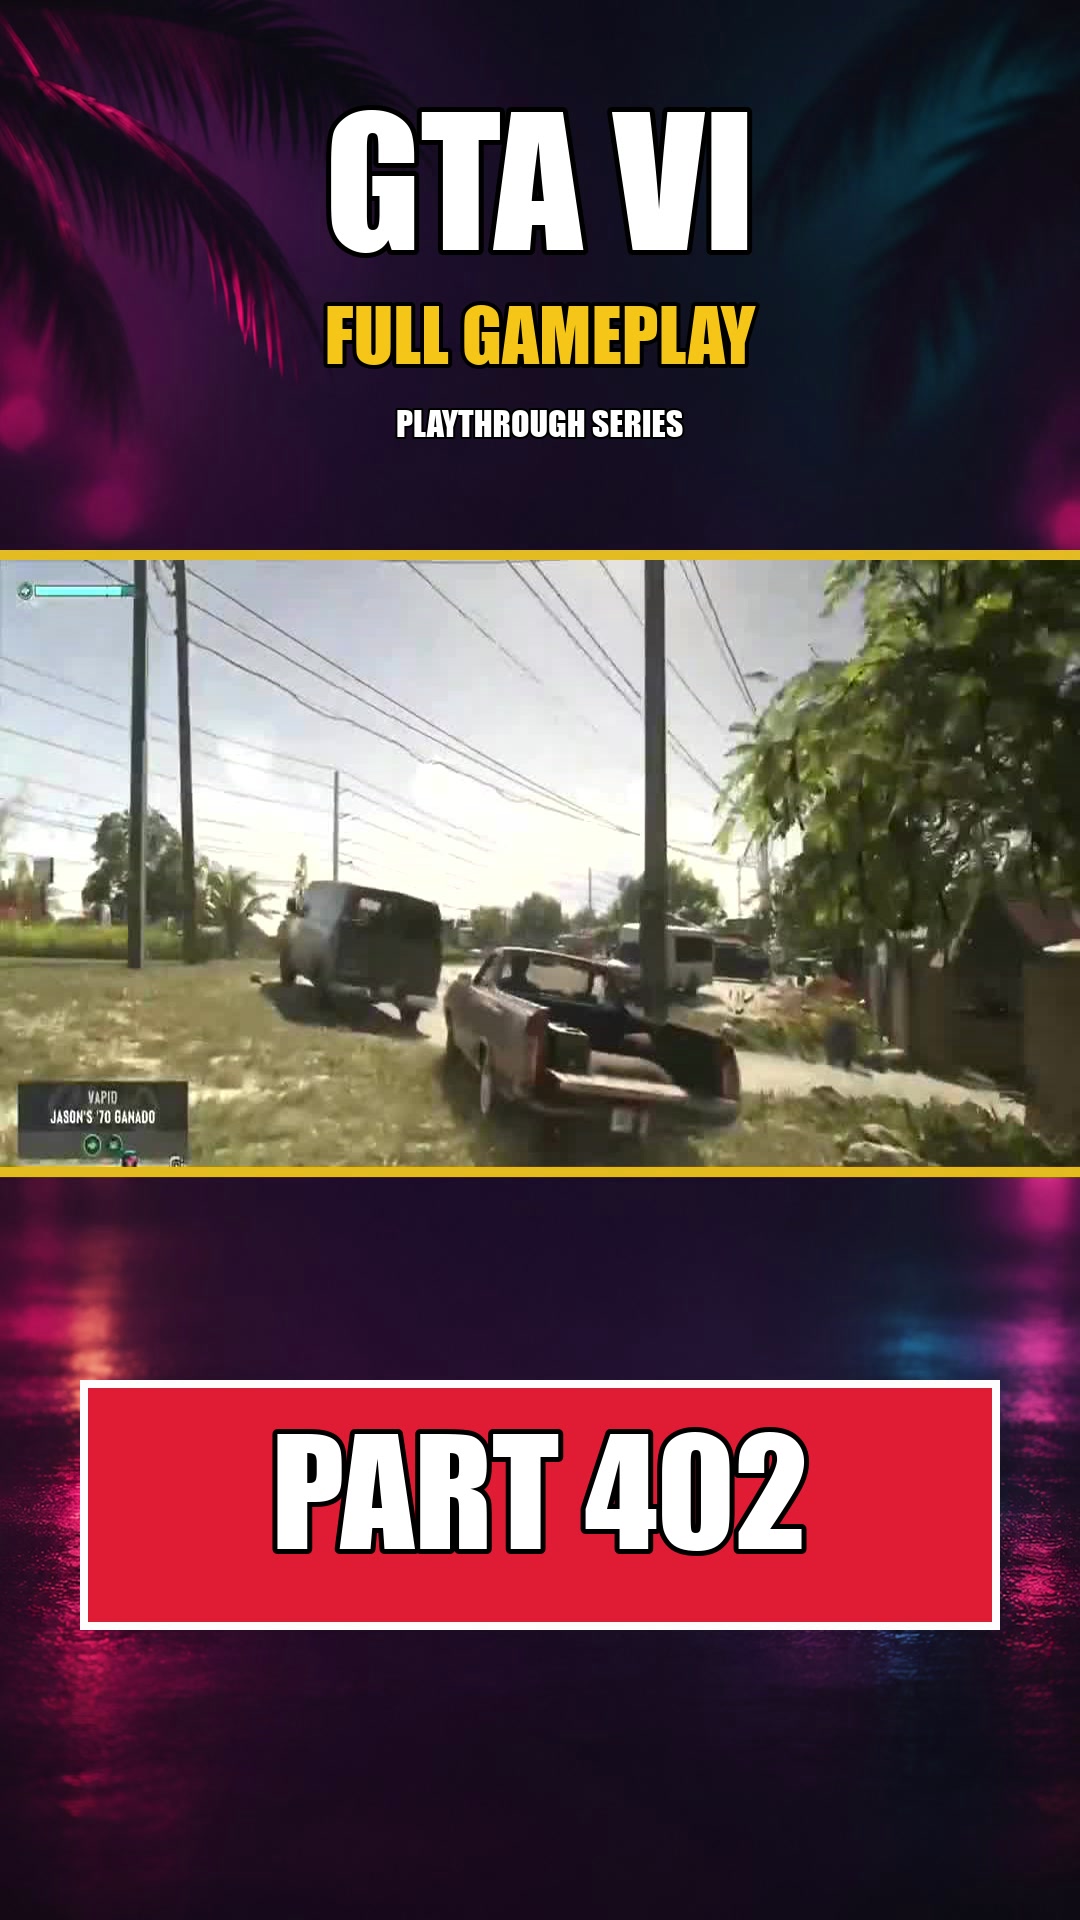 GTA VI
FULL GAMEPLAY
PLAYTHROUGH SERIES
VAPID
JASON'S '70 GANADO
PART 402